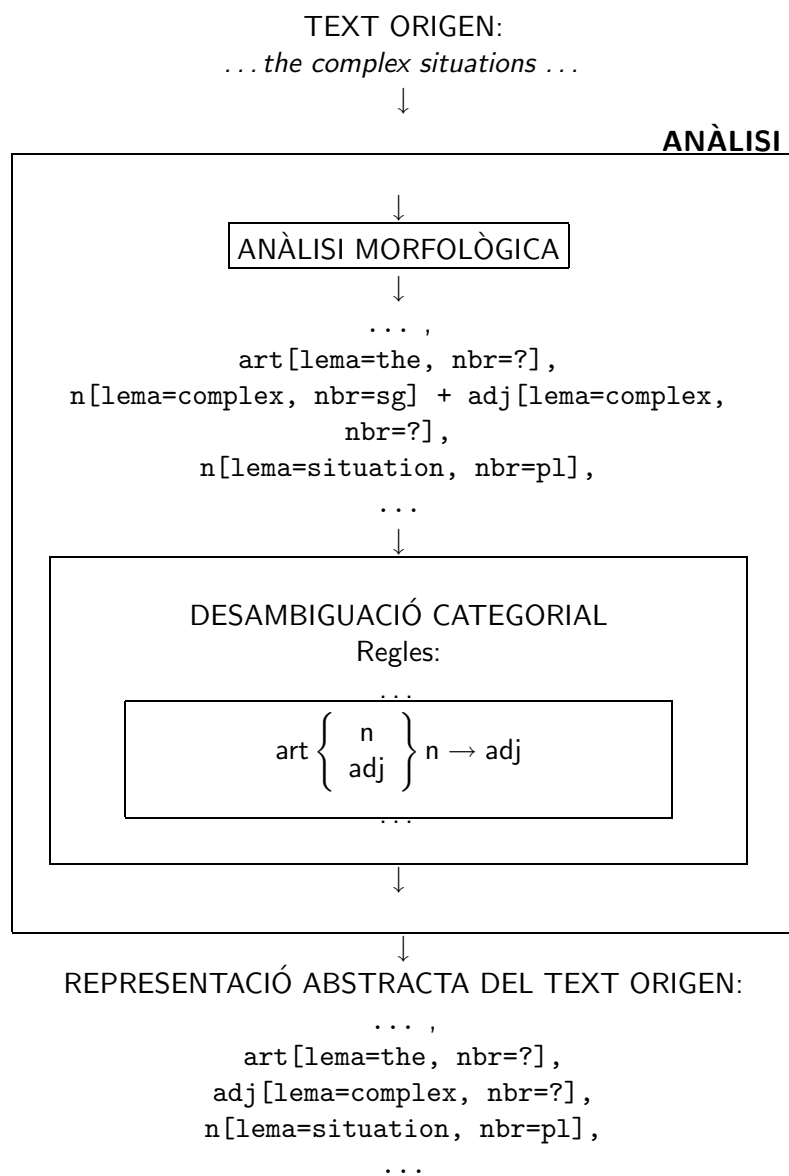 TEXT ORIGEN:
...the complex situations ...
↓
ANÀLISI
↓
ANÀLISI MORFOLÒGICA
↓
... ,
art[lema=the, nbr=?],
n[lema=complex, nbr=sg] + adj[lema=complex,
nbr=?],
n[lema=situation, nbr=pl],
...
↓
DESAMBIGUACIÓ CATEGORIAL
Regles:
...
art { n
adj } n → adj
...
↓
↓
REPRESENTACIÓ ABSTRACTA DEL TEXT ORIGEN:
... ,
art[lema=the, nbr=?],
adj[lema=complex, nbr=?],
n[lema=situation, nbr=pl],
...